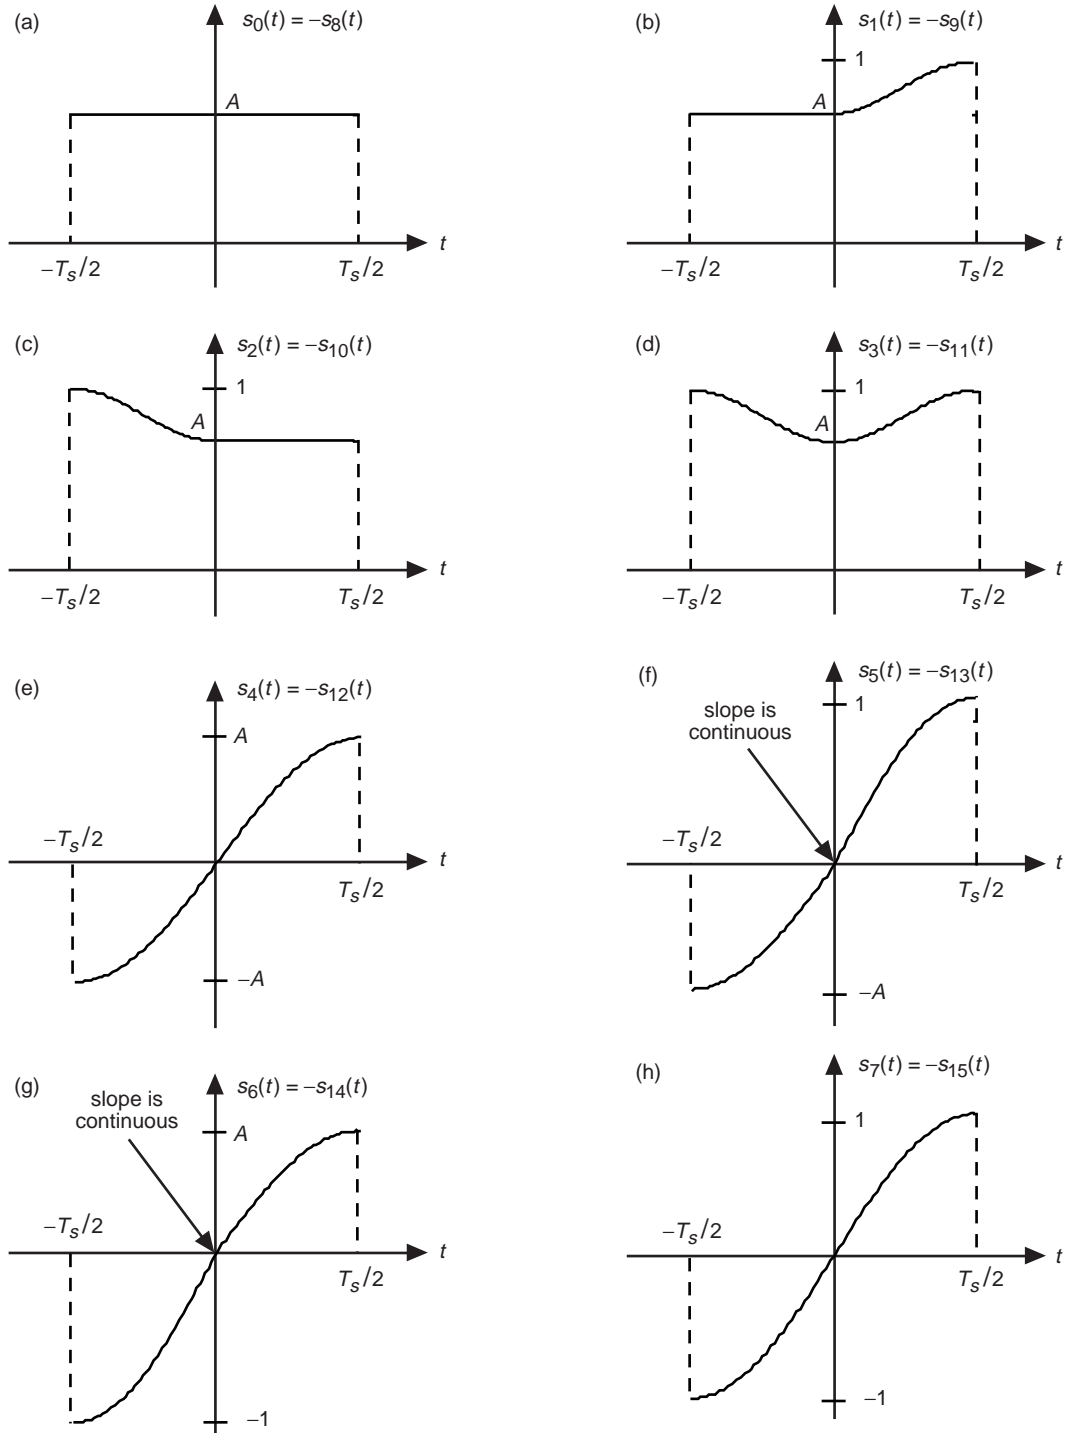 (a)
s₀(t) = –s₈(t)
A
t
–Tₛ/2
Tₛ/2
(b)
s₁(t) = –s₉(t)
1
A
t
–Tₛ/2
Tₛ/2
(c)
s₂(t) = –s₁₀(t)
1
A
t
–Tₛ/2
Tₛ/2
(d)
s₃(t) = –s₁₁(t)
1
A
t
–Tₛ/2
Tₛ/2
(e)
s₄(t) = –s₁₂(t)
A
–Tₛ/2
t
Tₛ/2
–A
(f)
s₅(t) = –s₁₃(t)
slope is
continuous
1
–Tₛ/2
t
Tₛ/2
–A
(g)
s₆(t) = –s₁₄(t)
slope is
continuous
A
–Tₛ/2
t
Tₛ/2
–1
(h)
s₇(t) = –s₁₅(t)
1
–Tₛ/2
t
Tₛ/2
–1